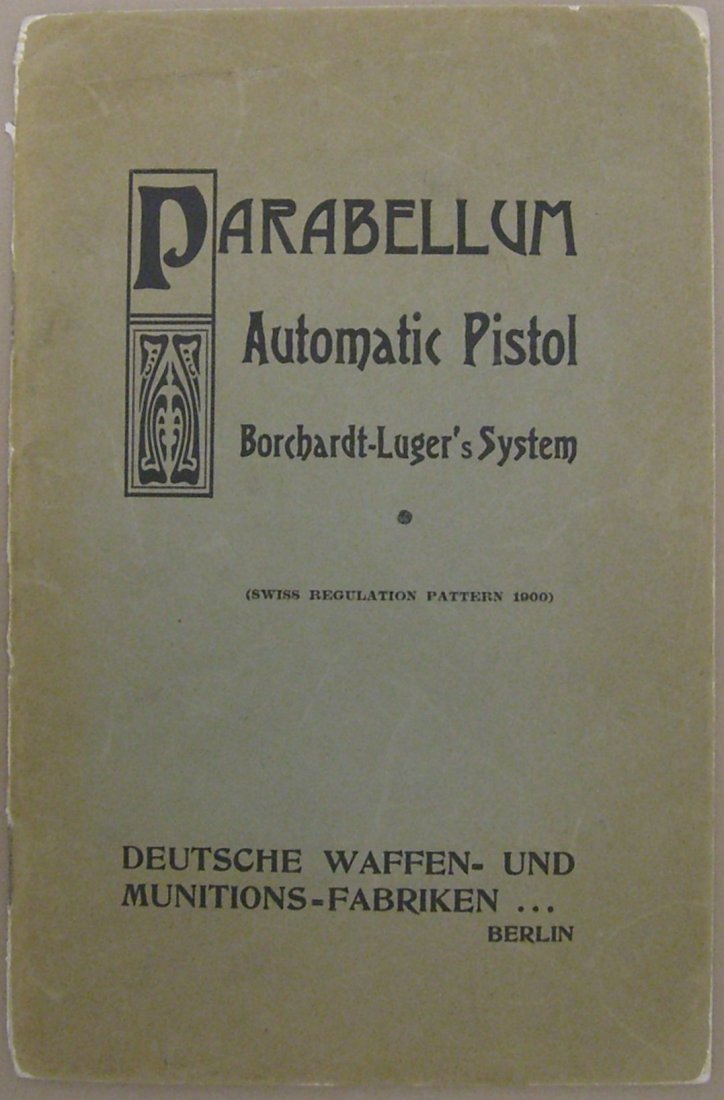 PARABELLUM
Automatic Pistol
Borchardt-Luger's System
(SWISS REGULATION PATTERN 1900)
DEUTSCHE WAFFEN- UND
MUNITIONS-FABRIKEN ...
BERLIN